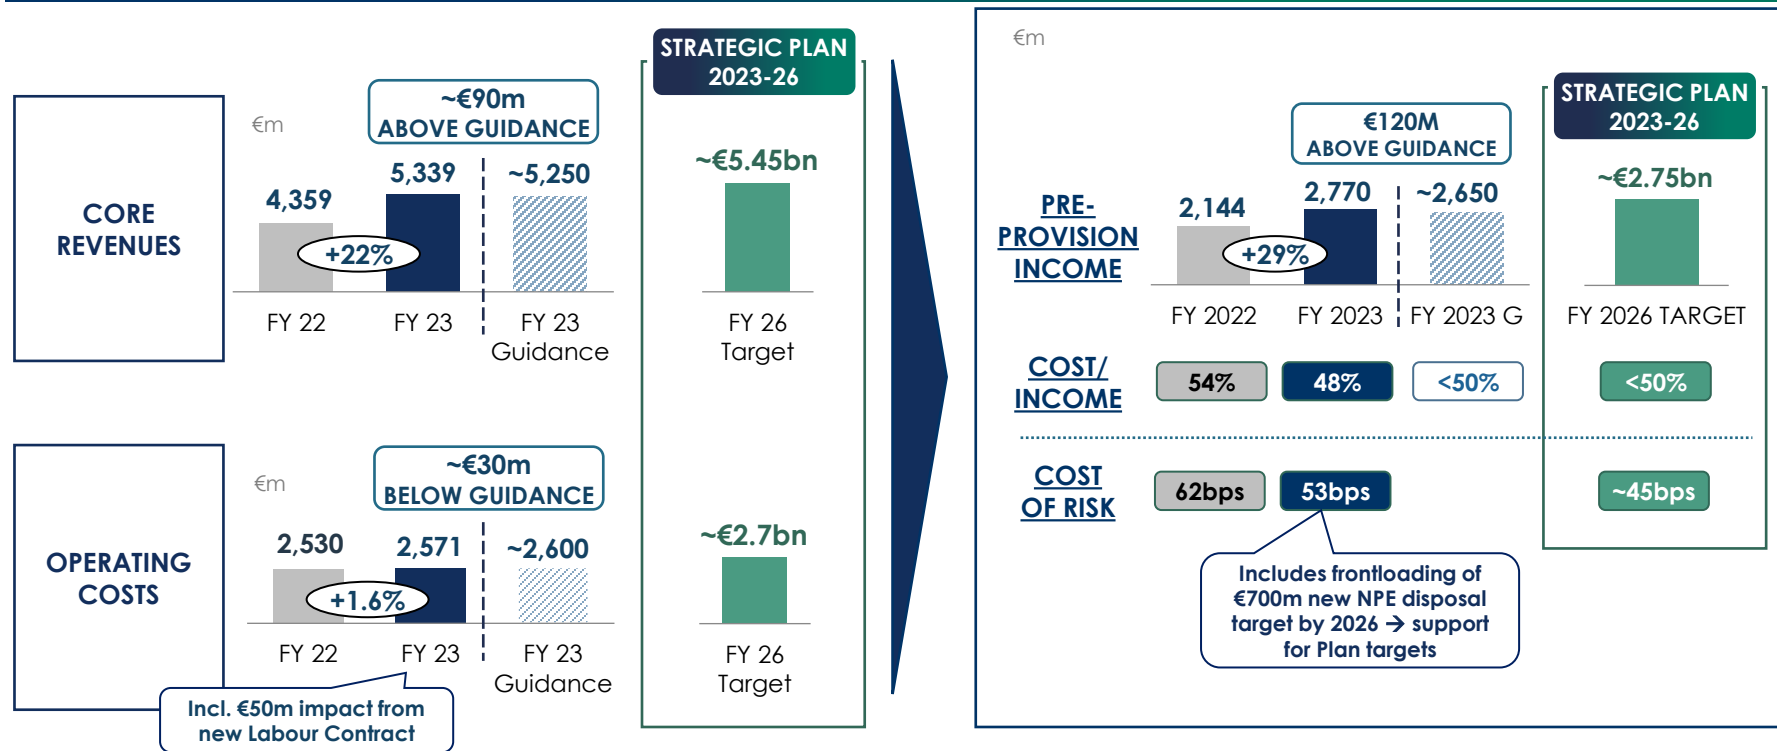 CORE
REVENUES
€m
~€90m
ABOVE GUIDANCE
4,359
5,339
~5,250
+22%
FY 22
FY 23
FY 23
Guidance
OPERATING
COSTS
€m
~€30m
BELOW GUIDANCE
2,530
2,571
~2,600
+1.6%
FY 22
FY 23
FY 23
Guidance
Incl. €50m impact from
new Labour Contract
STRATEGIC PLAN
2023-26
~€5.45bn
FY 26
Target
~€2.7bn
FY 26
Target
€m
€120M
ABOVE GUIDANCE
STRATEGIC PLAN
2023-26
PRE-
PROVISION
INCOME
2,144
2,770
~2,650
~€2.75bn
+29%
FY 2022
FY 2023
FY 2023 G
FY 2026 TARGET
COST/
INCOME
54%
48%
<50%
<50%
COST
OF RISK
62bps
53bps
~45bps
Includes frontloading of
€700m new NPE disposal
target by 2026 → support
for Plan targets